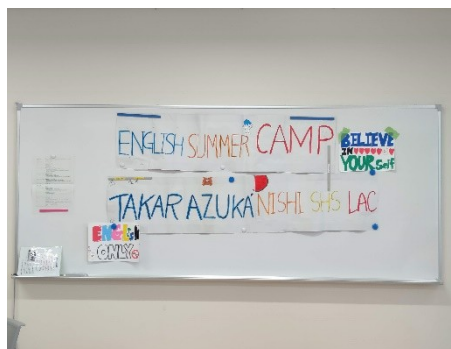 ENGLISH SUMMER CAMP
BELIEVE
IN
YOURself
TAKARAZUKA NISHI SHS LAC
ENGlish
ONLY